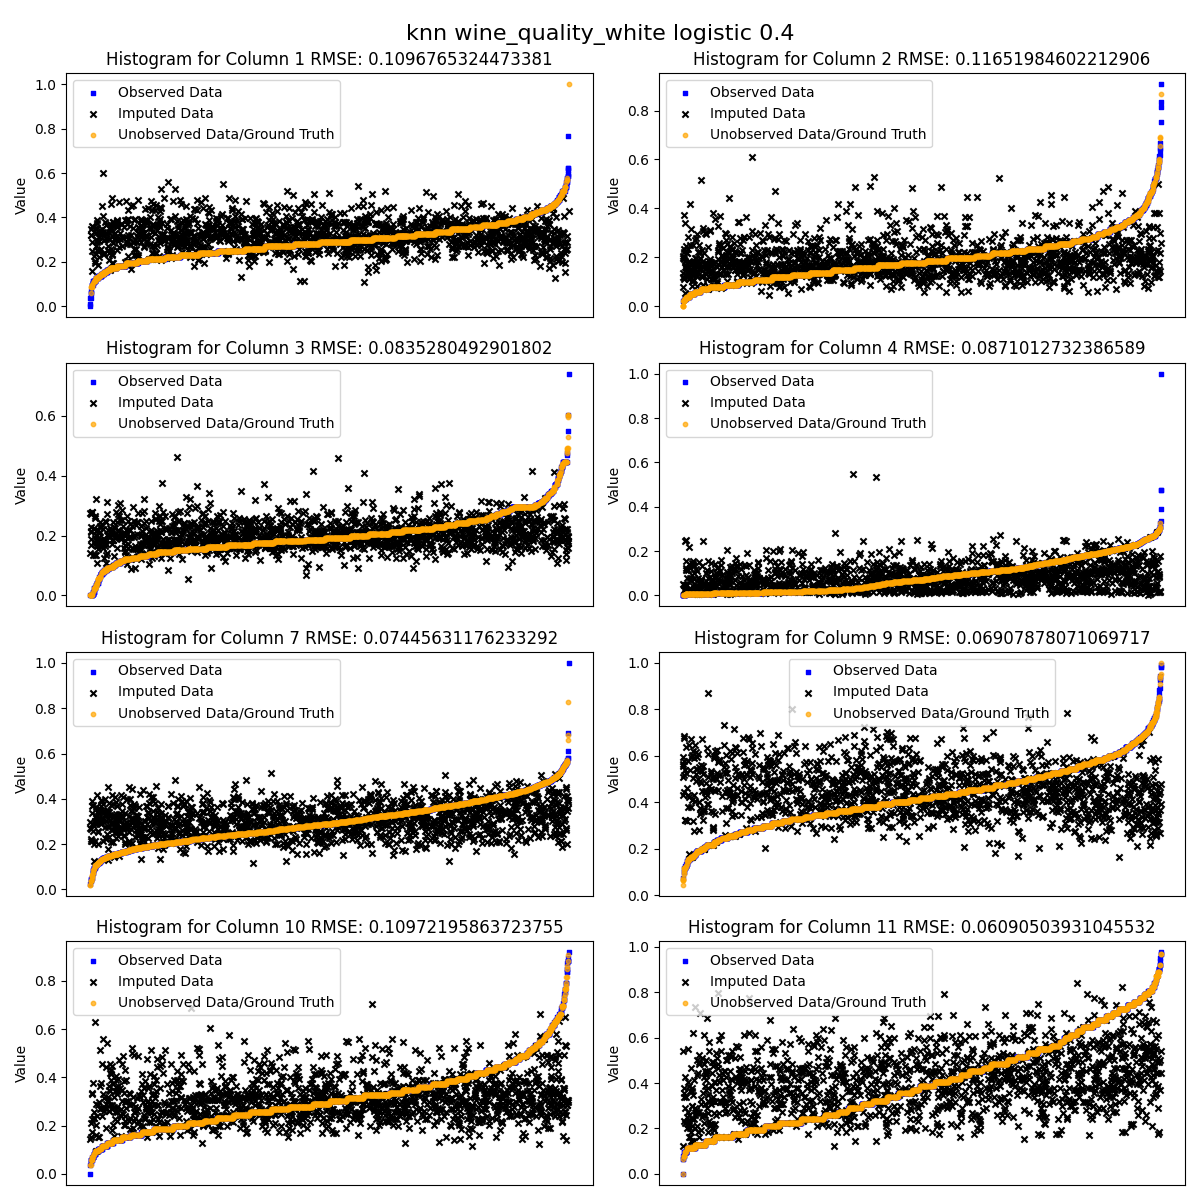 knn wine_quality_white logistic 0.4
Histogram for Column 1 RMSE: 0.1096765324473381
Value
1.0
0.8
0.6
0.4
0.2
0.0
Observed Data
Imputed Data
Unobserved Data/Ground Truth
Histogram for Column 2 RMSE: 0.11651984602212906
Value
0.8
0.6
0.4
0.2
0.0
Observed Data
Imputed Data
Unobserved Data/Ground Truth
Histogram for Column 3 RMSE: 0.0835280492901802
Value
0.6
0.4
0.2
0.0
Observed Data
Imputed Data
Unobserved Data/Ground Truth
Histogram for Column 4 RMSE: 0.0871012732386589
Value
1.0
0.8
0.6
0.4
0.2
0.0
Observed Data
Imputed Data
Unobserved Data/Ground Truth
Histogram for Column 7 RMSE: 0.07445631176233292
Value
1.0
0.8
0.6
0.4
0.2
0.0
Observed Data
Imputed Data
Unobserved Data/Ground Truth
Histogram for Column 9 RMSE: 0.06907878071069717
Value
1.0
0.8
0.6
0.4
0.2
0.0
Observed Data
Imputed Data
Unobserved Data/Ground Truth
Histogram for Column 10 RMSE: 0.10972195863723755
Value
0.8
0.6
0.4
0.2
0.0
Observed Data
Imputed Data
Unobserved Data/Ground Truth
Histogram for Column 11 RMSE: 0.06090503931045532
Value
1.0
0.8
0.6
0.4
0.2
0.0
Observed Data
Imputed Data
Unobserved Data/Ground Truth